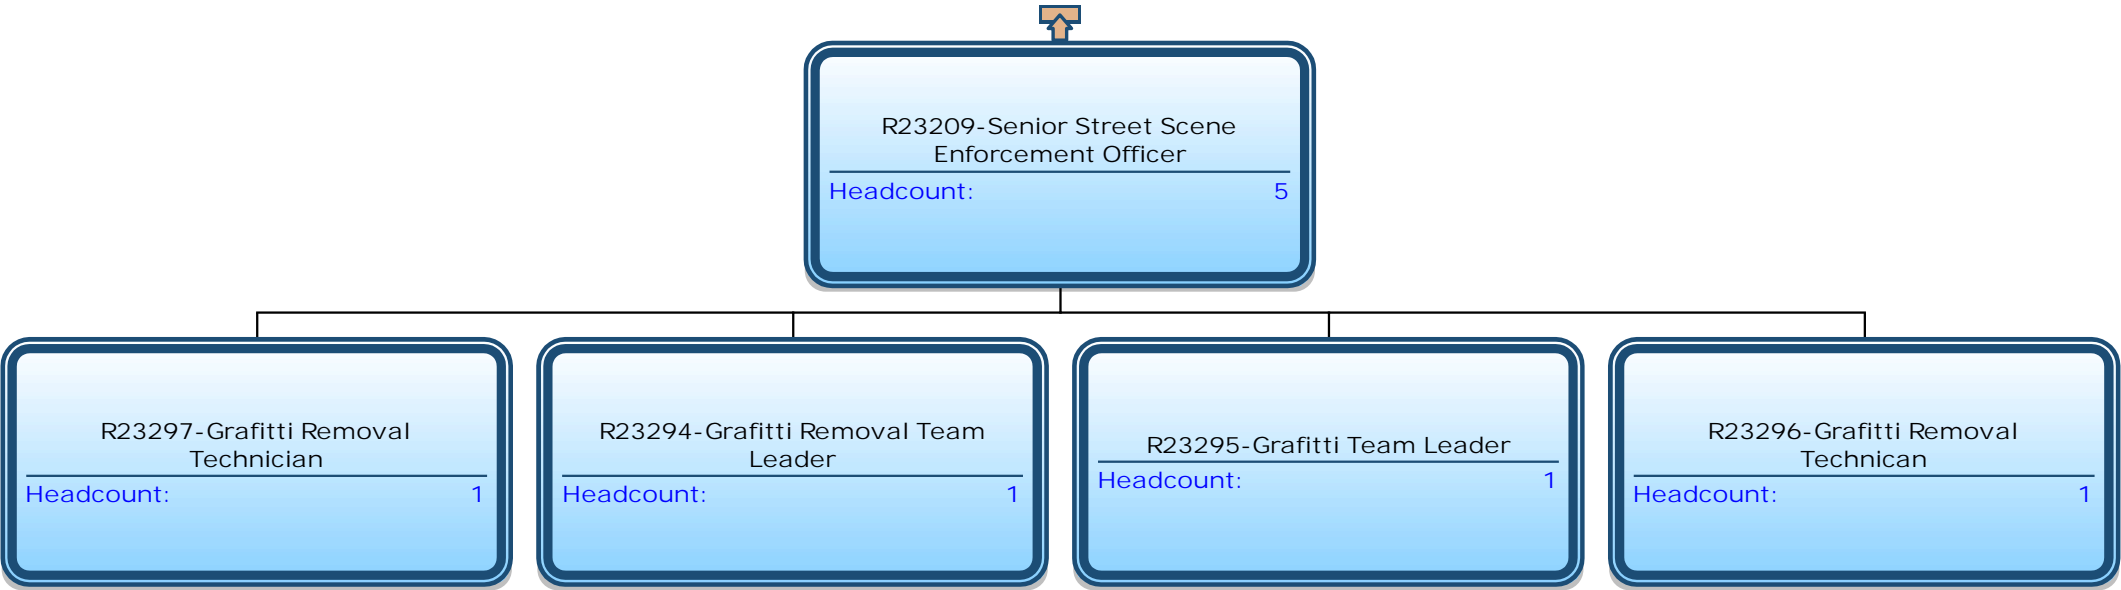 R23209-Senior Street Scene
Enforcement Officer
Headcount: 5
R23297-Grafitti Removal
Technician
Headcount: 1
R23294-Grafitti Removal Team
Leader
Headcount: 1
R23295-Grafitti Team Leader
Headcount: 1
R23296-Grafitti Removal
Technican
Headcount: 1